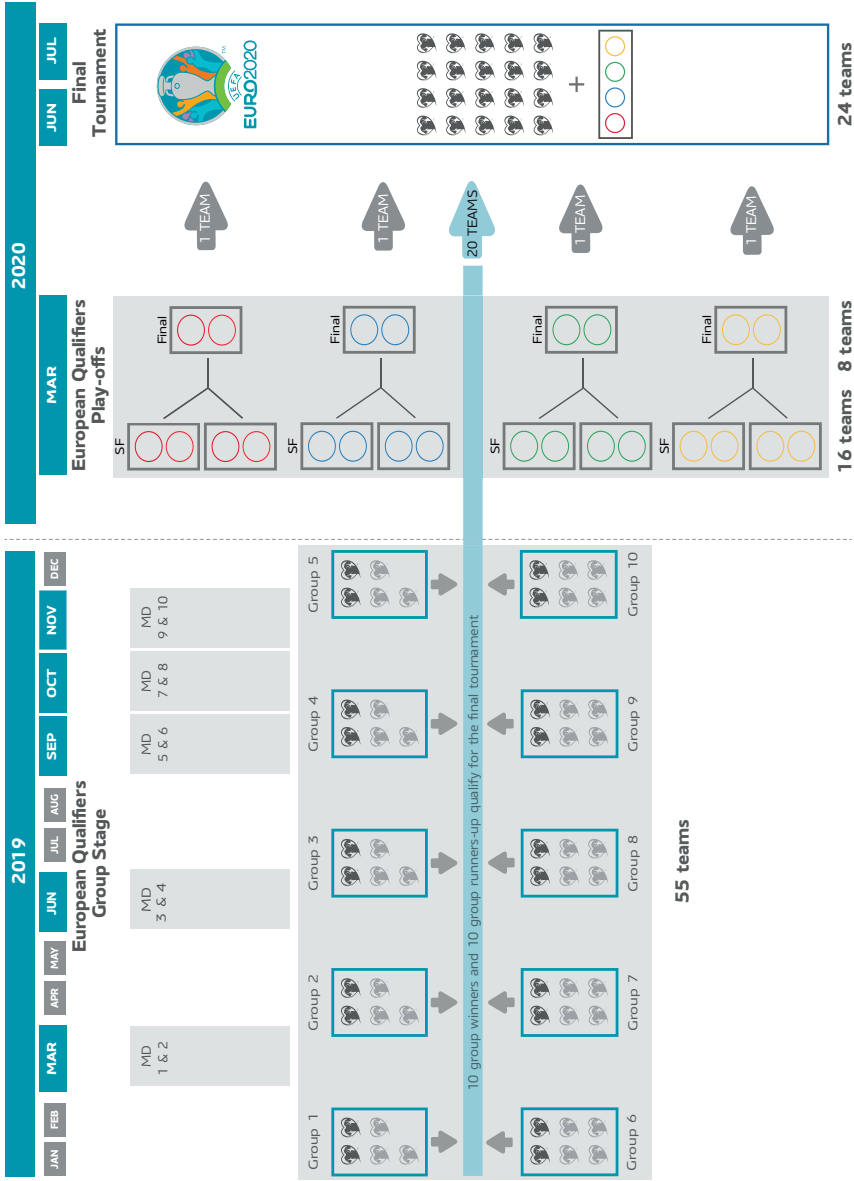 2019
2020
JAN
FEB
MAR
APR
MAY
JUN
JUL
AUG
SEP
OCT
NOV
DEC
MAR
JUN
JUL
European Qualifiers
Group Stage
European Qualifiers
Play-offs
Final
Tournament
MD
1 & 2
MD
3 & 4
MD
5 & 6
MD
7 & 8
MD
9 & 10
Group 1
Group 2
Group 3
Group 4
Group 5
10 group winners and 10 group runners-up qualify for the final tournament
Group 6
Group 7
Group 8
Group 9
Group 10
55 teams
SF
Final
SF
Final
SF
Final
SF
Final
16 teams
8 teams
1 TEAM
1 TEAM
20 TEAMS
1 TEAM
1 TEAM
TM
UEFA
EURO2020
+
24 teams